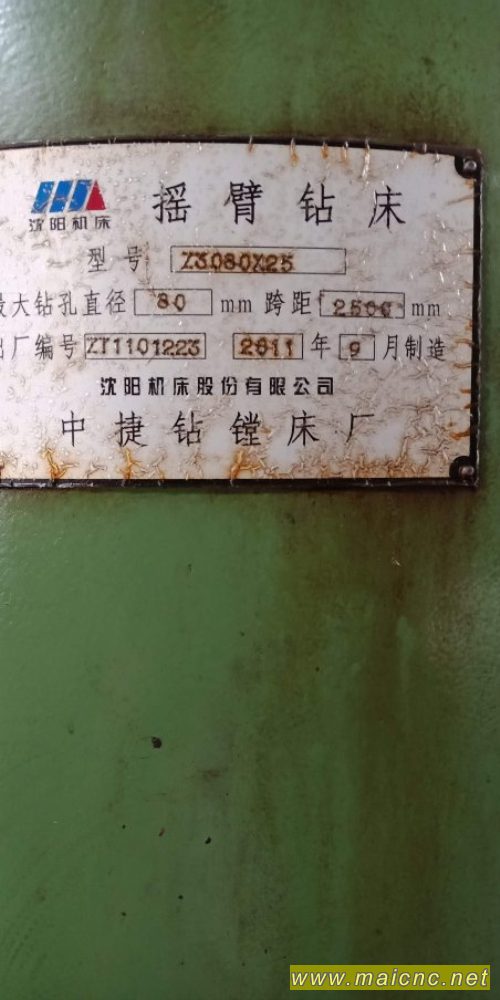 沈阳机床
摇臂钻床
型号 Z3080X25
最大钻孔直径 80 mm 跨距 2500 mm
出厂编号 ZT1101223 2011 年 9 月制造
沈阳机床股份有限公司
中捷钻镗床厂
www.maicnc.net